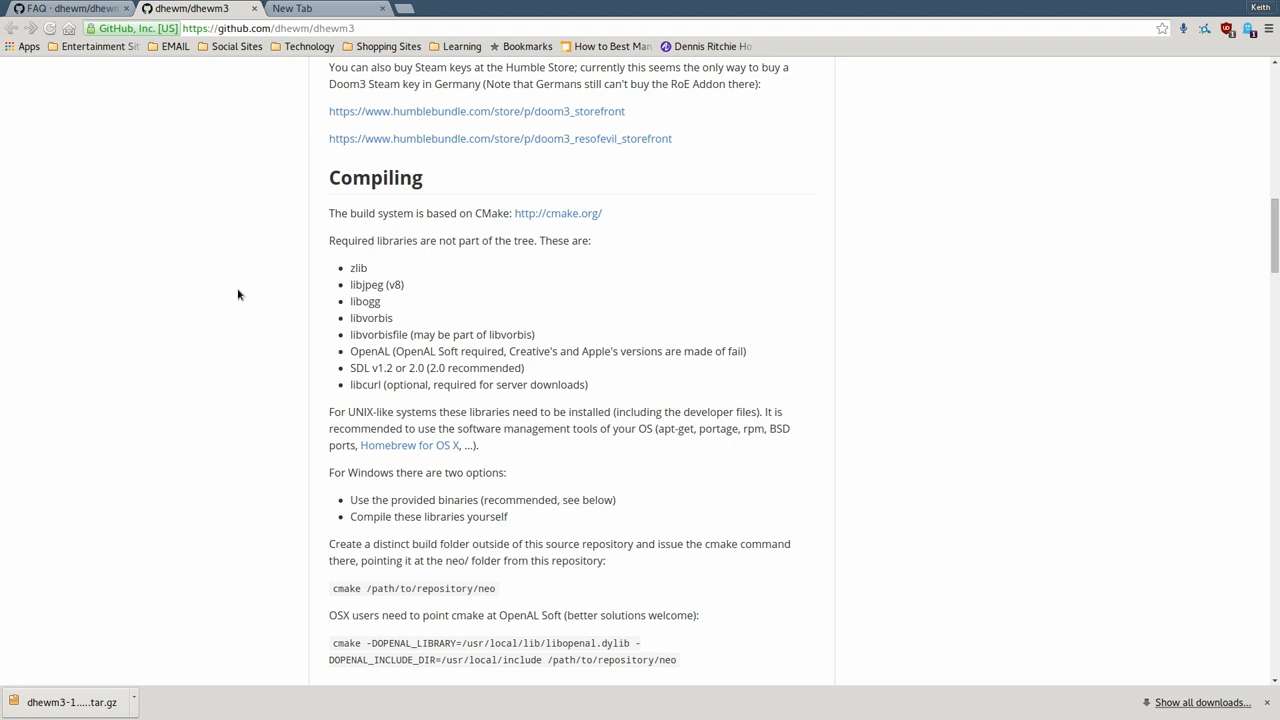 FAQ · dhewm/dhewm
dhewm/dhewm3
New Tab
Keith
GitHub, Inc. [US]
https://github.com/dhewm/dhewm3
Apps
Entertainment Sit
EMAIL
Social Sites
Technology
Shopping Sites
Learning
Bookmarks
How to Best Man
Dennis Ritchie Ho
You can also buy Steam keys at the Humble Store; currently this seems the only way to buy a
Doom3 Steam key in Germany (Note that Germans still can't buy the RoE Addon there):
https://www.humblebundle.com/store/p/doom3_storefront
https://www.humblebundle.com/store/p/doom3_resofevil_storefront
Compiling
The build system is based on CMake: http://cmake.org/
Required libraries are not part of the tree. These are:
• zlib
• libjpeg (v8)
• libogg
• libvorbis
• libvorbisfile (may be part of libvorbis)
• OpenAL (OpenAL Soft required, Creative's and Apple's versions are made of fail)
• SDL v1.2 or 2.0 (2.0 recommended)
• libcurl (optional, required for server downloads)
For UNIX-like systems these libraries need to be installed (including the developer files). It is
recommended to use the software management tools of your OS (apt-get, portage, rpm, BSD
ports, Homebrew for OS X, ...).
For Windows there are two options:
• Use the provided binaries (recommended, see below)
• Compile these libraries yourself
Create a distinct build folder outside of this source repository and issue the cmake command
there, pointing it at the neo/ folder from this repository:
cmake /path/to/repository/neo
OSX users need to point cmake at OpenAL Soft (better solutions welcome):
cmake -DOPENAL_LIBRARY=/usr/local/lib/libopenal.dylib -
DOPENAL_INCLUDE_DIR=/usr/local/include /path/to/repository/neo
dhewm3-1.....tar.gz
Show all downloads...